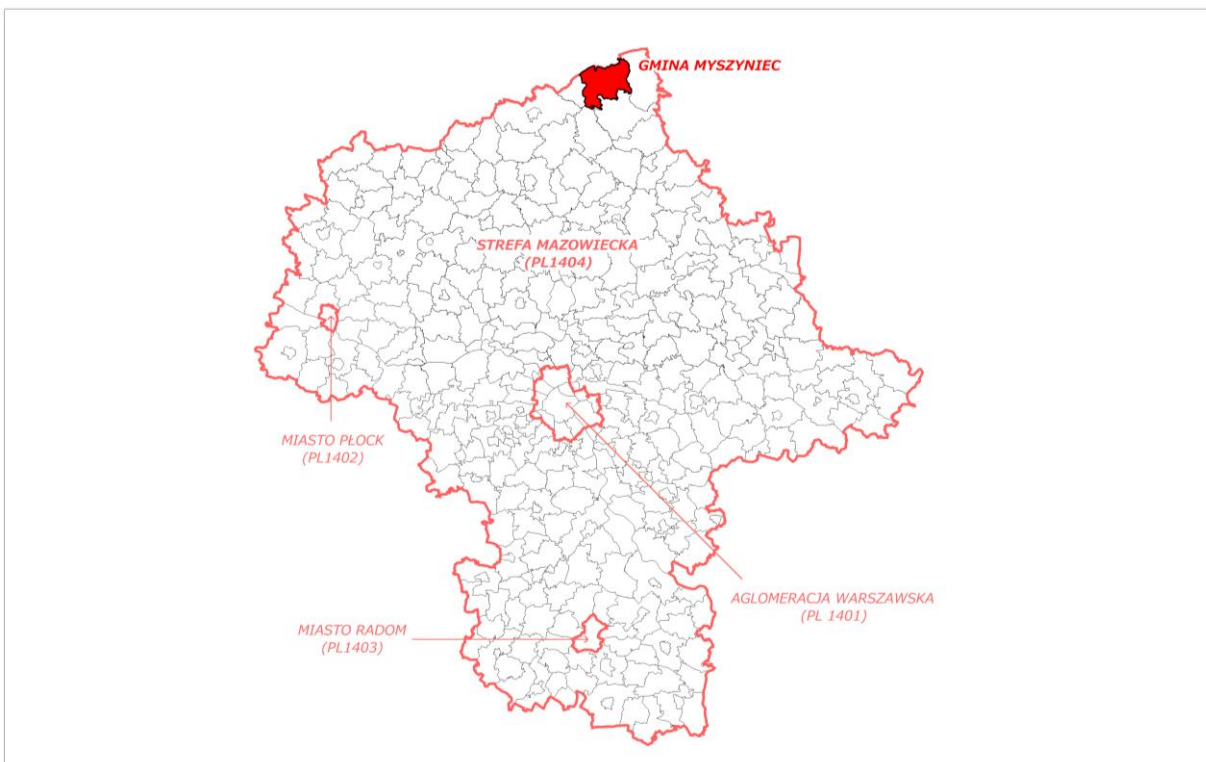 GMINA MYSZYNIEC
STREFA MAZOWIECKA
(PL1404)
MIASTO PŁOCK
(PL1402)
AGLOMERACJA WARSZAWSKA
(PL 1401)
MIASTO RADOM
(PL1403)